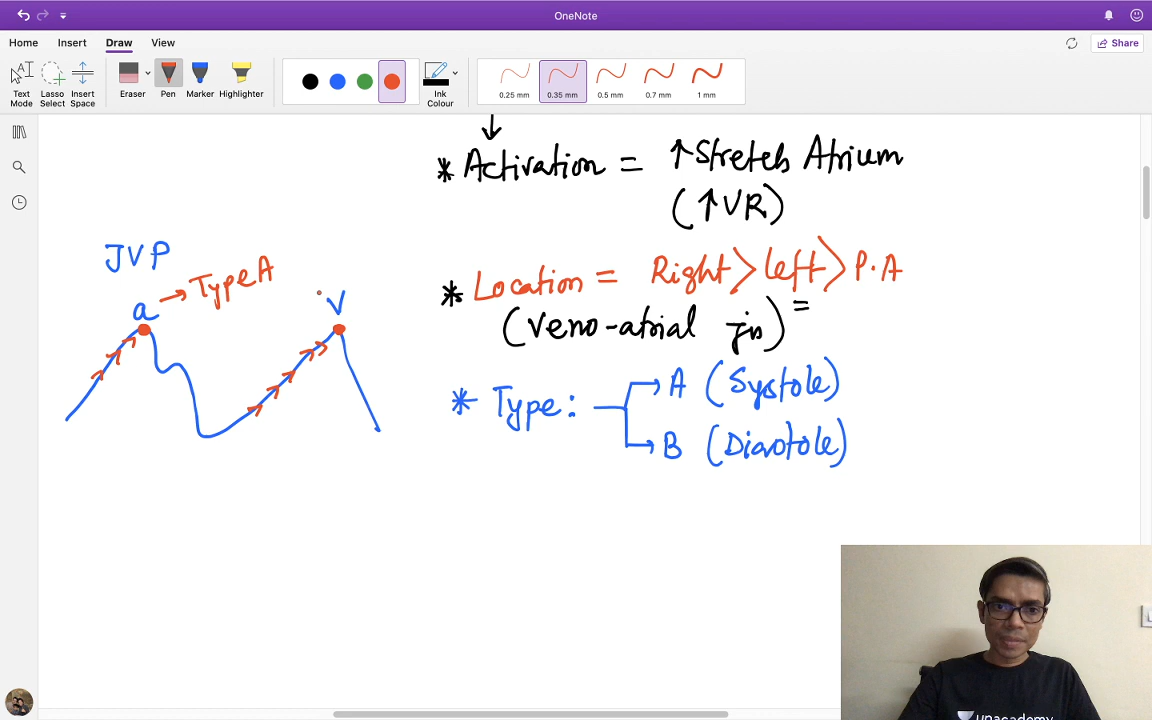 OneNote
Home Insert Draw View
Share
Text Mode
Lasso Select
Insert Space
Eraser
Pen
Marker
Highlighter
Ink Colour
0.25 mm
0.35 mm
0.5 mm
0.7 mm
1 mm
* Activation = ↑ Stretch Atrium
(↑VR)
* Location = Right > left > P.A
(Veno-atrial jn) =
* Type: → A (Systole)
→ B (Diastole)
JVP
a → Type A
V
unacademy